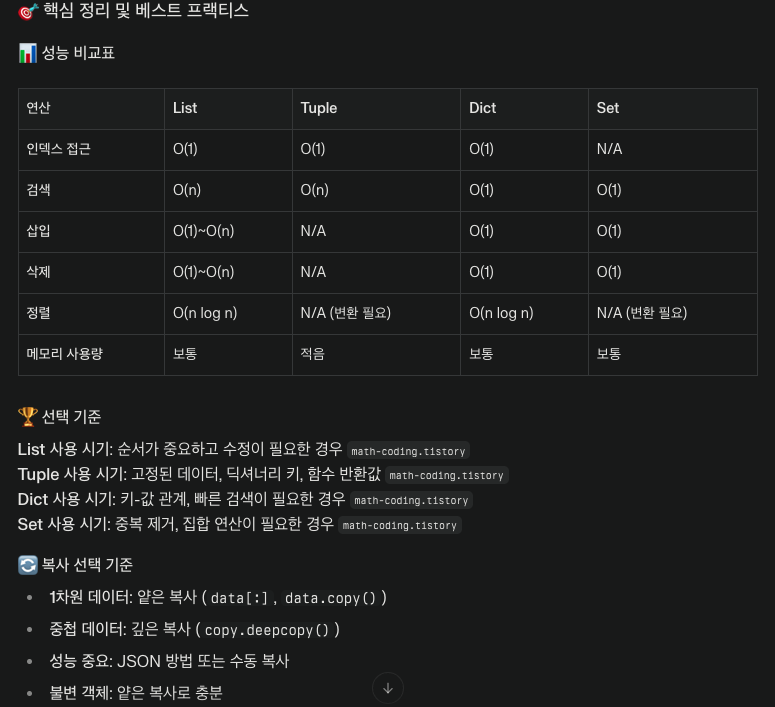 🎯 핵심 정리 및 베스트 프랙티스
📊 성능 비교표
연산 List Tuple Dict Set
인덱스 접근 O(1) O(1) O(1) N/A
검색 O(n) O(n) O(1) O(1)
삽입 O(1)~O(n) N/A O(1) O(1)
삭제 O(1)~O(n) N/A O(1) O(1)
정렬 O(n log n) N/A (변환 필요) O(n log n) N/A (변환 필요)
메모리 사용량 보통 적음 보통 보통
🏆 선택 기준
List 사용 시기: 순서가 중요하고 수정이 필요한 경우 math-coding.tistory
Tuple 사용 시기: 고정된 데이터, 딕셔너리 키, 함수 반환값 math-coding.tistory
Dict 사용 시기: 키-값 관계, 빠른 검색이 필요한 경우 math-coding.tistory
Set 사용 시기: 중복 제거, 집합 연산이 필요한 경우 math-coding.tistory
🔄 복사 선택 기준
• 1차원 데이터: 얕은 복사 (data[:], data.copy())
• 중첩 데이터: 깊은 복사 (copy.deepcopy())
• 성능 중요: JSON 방법 또는 수동 복사
• 불변 객체: 얕은 복사로 충분